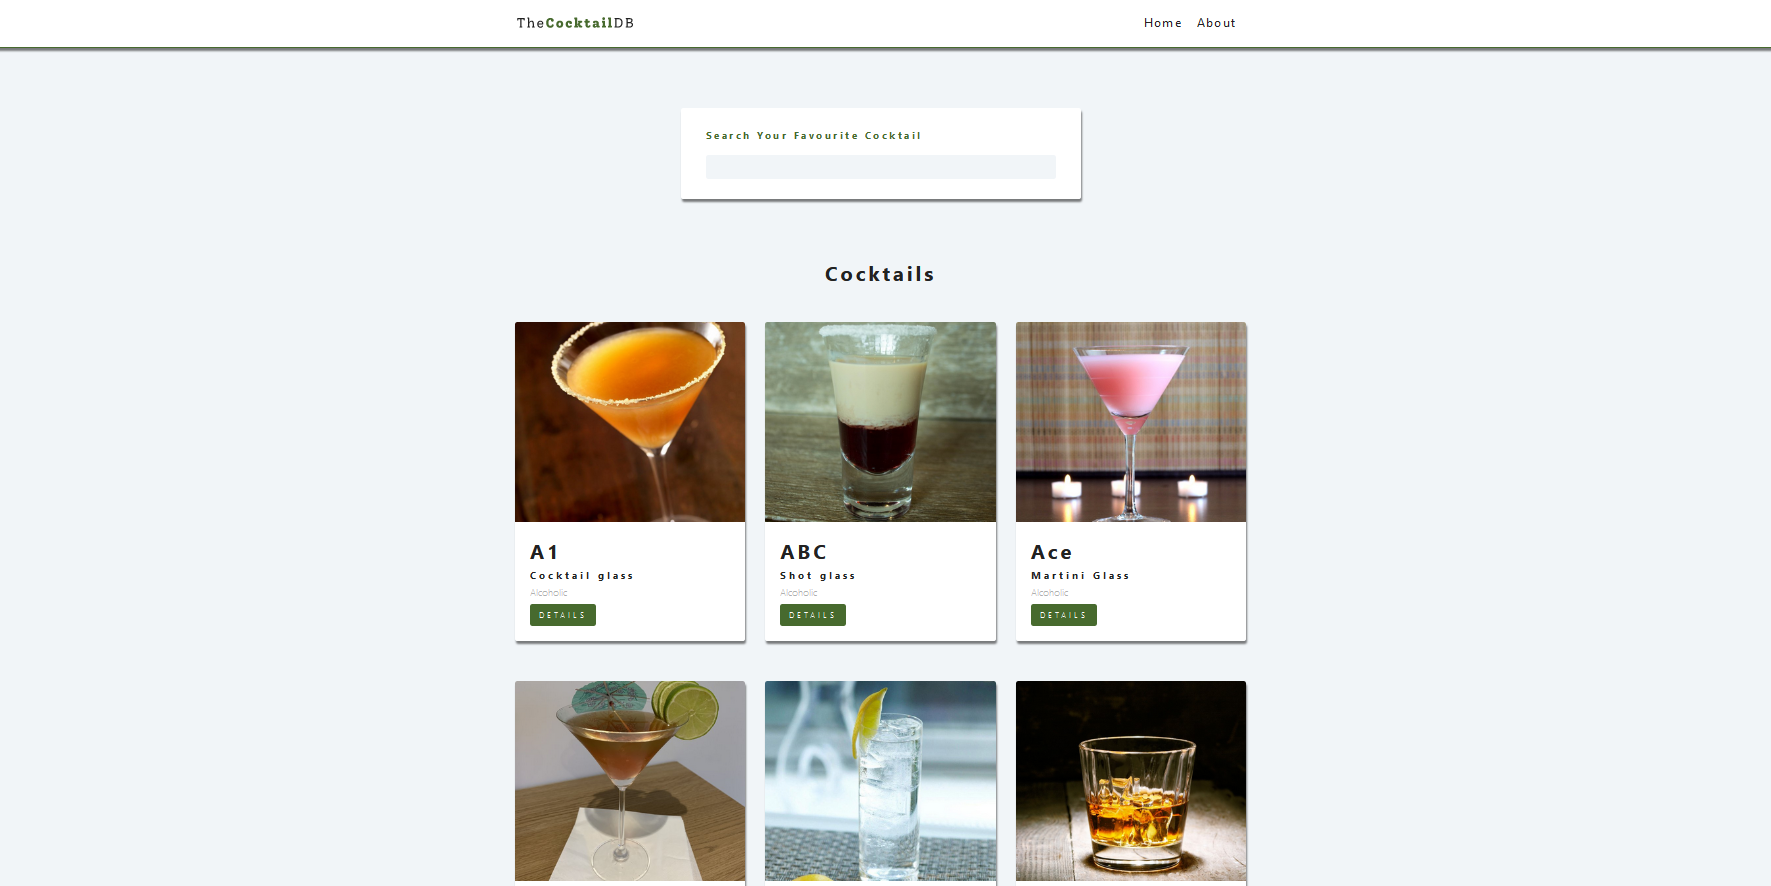 TheCocktailDB
Home About
Search Your Favourite Cocktail
Cocktails
A1
Cocktail glass
Alcoholic
DETAILS
ABC
Shot glass
Alcoholic
DETAILS
Ace
Martini Glass
Alcoholic
DETAILS